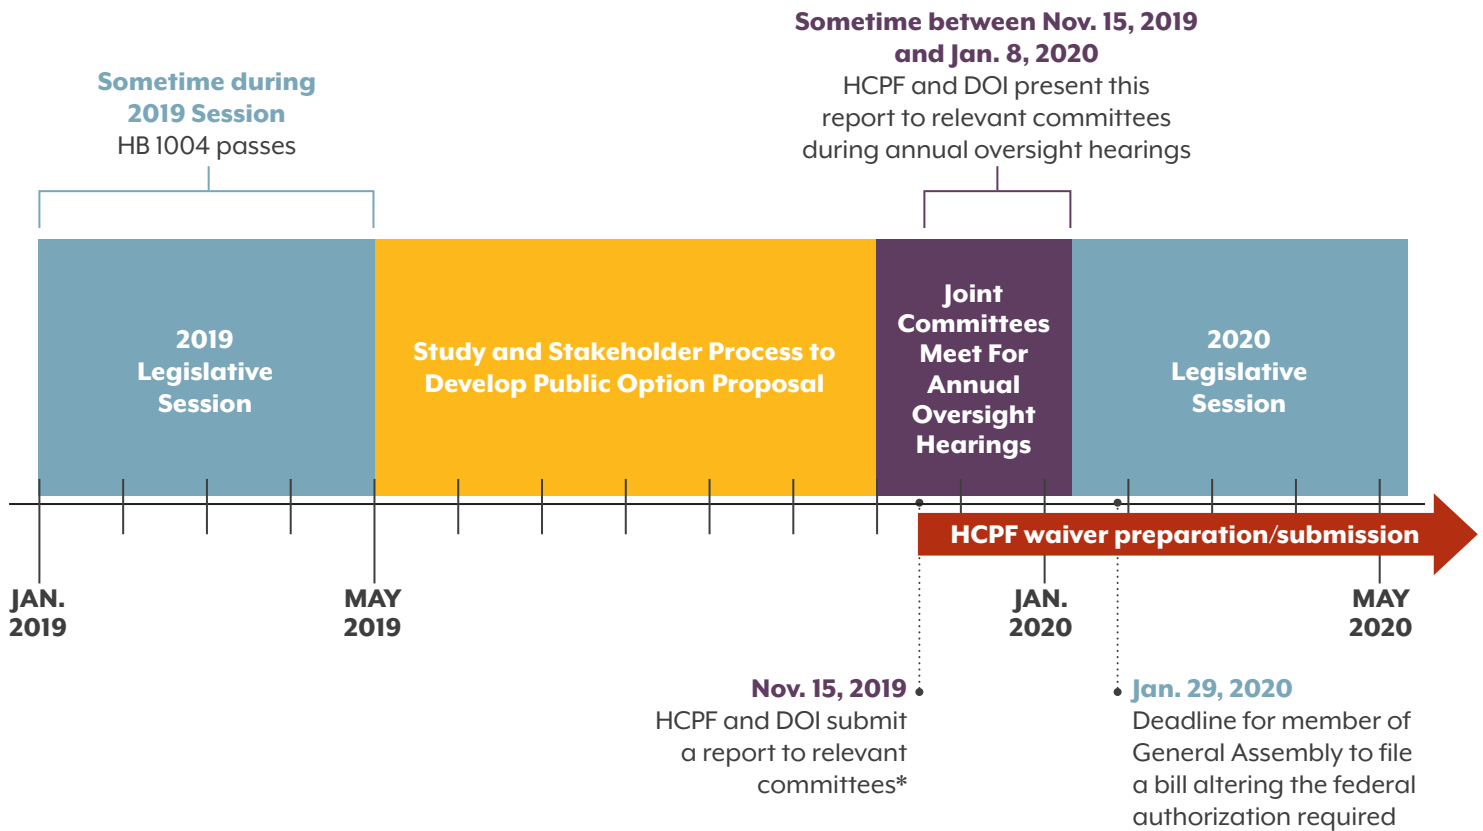 Sometime between Nov. 15, 2019
and Jan. 8, 2020
HCPF and DOI present this
report to relevant committees
during annual oversight hearings
Sometime during
2019 Session
HB 1004 passes
2019
Legislative
Session
Study and Stakeholder Process to
Develop Public Option Proposal
Joint
Committees
Meet For
Annual
Oversight
Hearings
2020
Legislative
Session
HCPF waiver preparation/submission
JAN.
2019
MAY
2019
JAN.
2020
MAY
2020
Nov. 15, 2019
HCPF and DOI submit
a report to relevant
committees*
Jan. 29, 2020
Deadline for member of
General Assembly to file
a bill altering the federal
authorization required